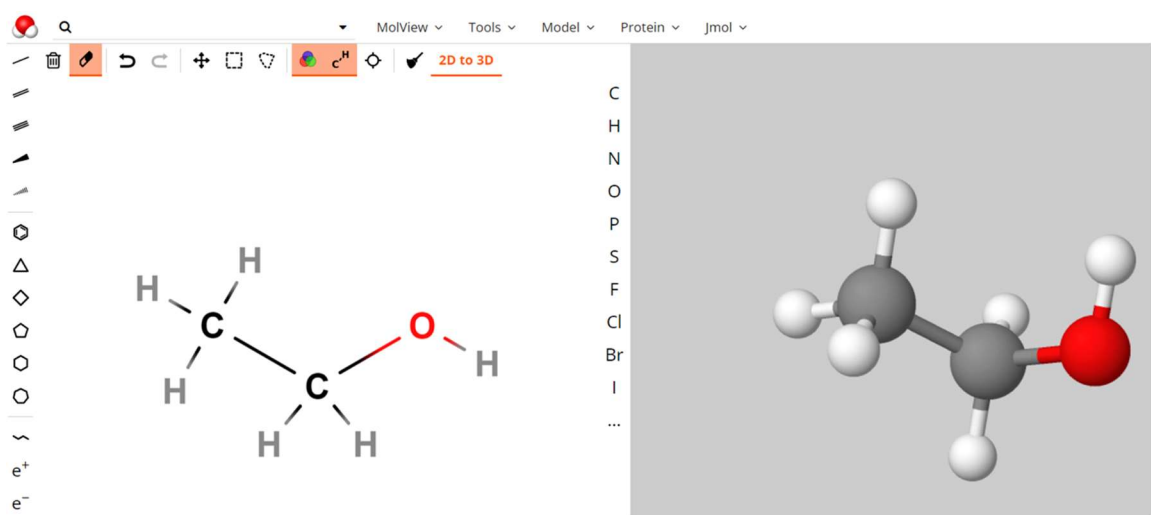 MolView Tools Model Protein Jmol
C H 2D to 3D
C
H
N
O
P
S
F
Cl
Br
I
...
e+
e−
H
H
C
O
H
H
C
H
H